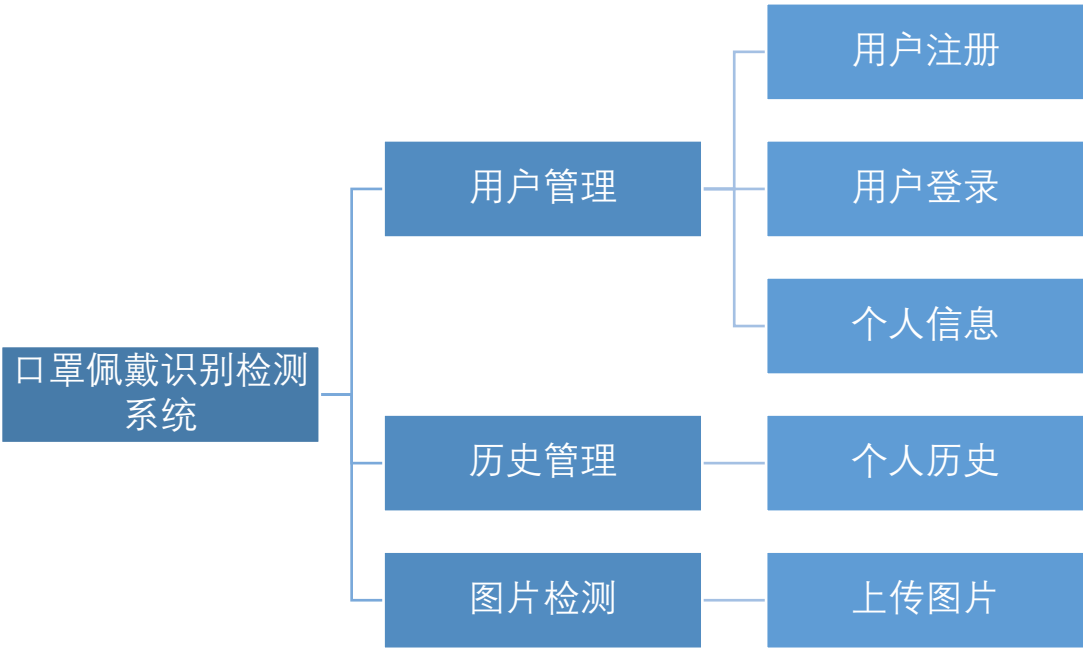 口罩佩戴识别检测
系统
用户管理
用户注册
用户登录
个人信息
历史管理
个人历史
图片检测
上传图片